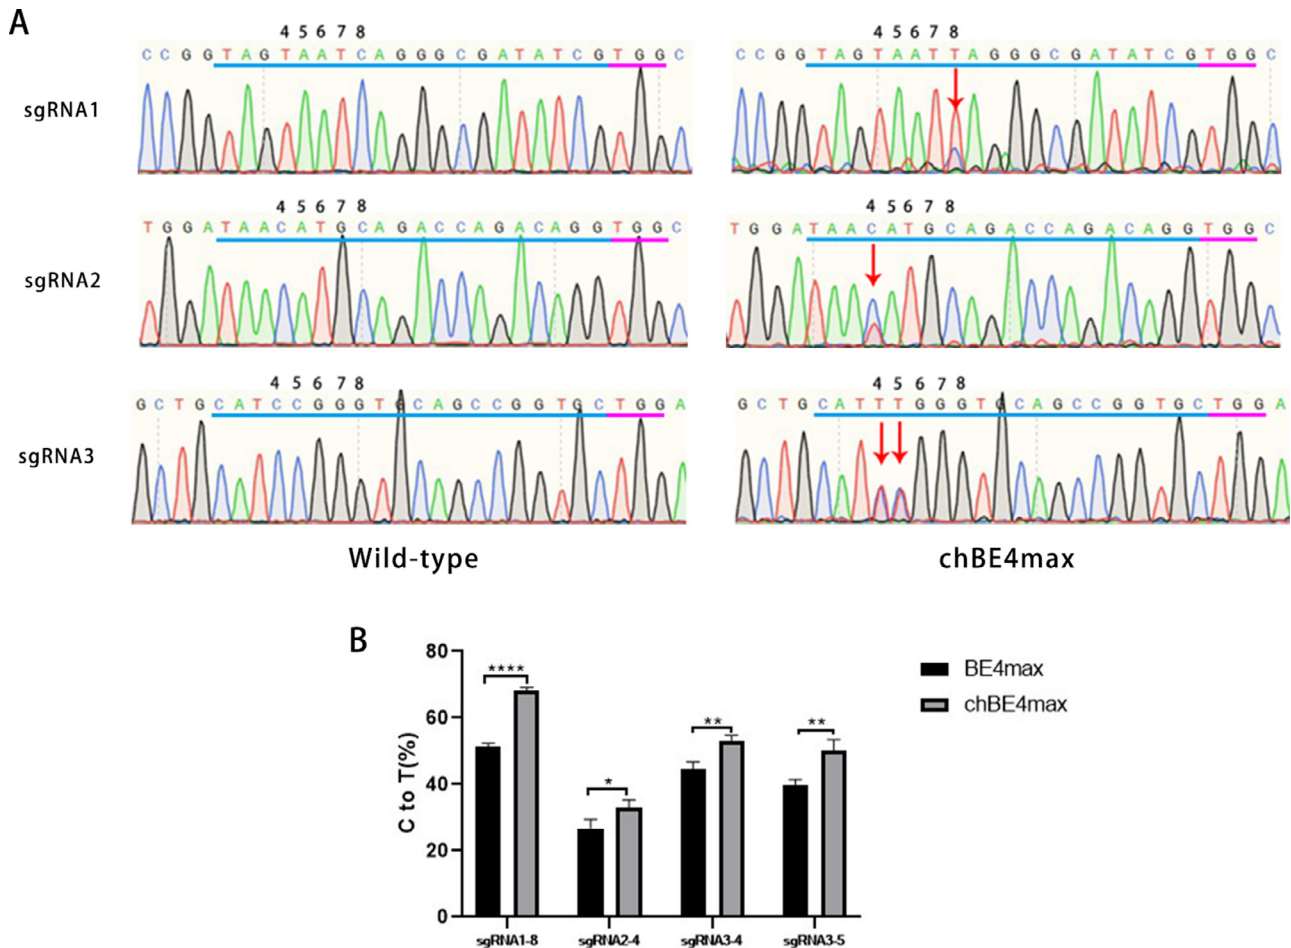 A
4 5 6 7 8
4 5 6 7 8
C C G G T A G T A A T C A G G G C G A T A T C G T G G C
C C G G T A G T A A T T A G G G C G A T A T C G T G G C
sgRNA1
4 5 6 7 8
4 5 6 7 8
T G G A T A A C A T G C A G A C C A G A C A G G T G G C
T G G A T A A C A T G C A G A C C A G A C A G G T G G C
sgRNA2
4 5 6 7 8
4 5 6 7 8
G C T G C A T C C G G G T G C A G C C G G T G C T G G A
G C T G C A T T T G G G T G C A G C C G G T G C T G G A
sgRNA3
Wild-type
chBE4max
B
80
60
40
20
0
C to T(%)
****
*
**
**
BE4max
chBE4max
sgRNA1-8
sgRNA2-4
sgRNA3-4
sgRNA3-5